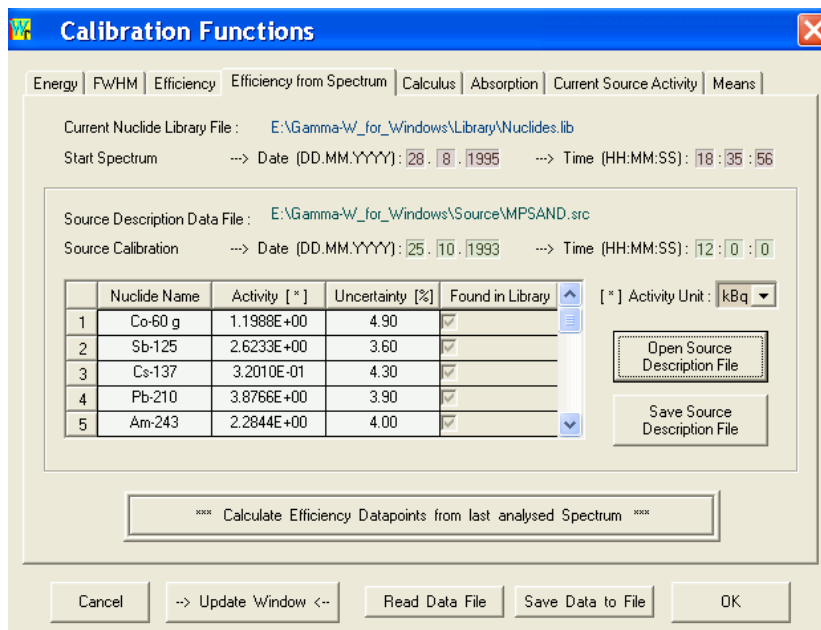 Calibration Functions
Energy FWHM Efficiency Efficiency from Spectrum Calculus Absorption Current Source Activity Means
Current Nuclide Library File : E:\Gamma-W_for_Windows\Library\Nuclides.lib
Start Spectrum ---> Date (DD.MM.YYYY) : 28 . 8 . 1995 ---> Time (HH:MM:SS) : 18 : 35 : 56
Source Description Data File : E:\Gamma-W_for_Windows\Source\MPSAND.src
Source Calibration ---> Date (DD.MM.YYYY) : 25 . 10 . 1993 ---> Time (HH:MM:SS) : 12 : 0 : 0
Nuclide Name Activity [ * ] Uncertainty [%] Found in Library [ * ] Activity Unit : kBq
1 Co-60 g 1.1988E+00 4.90
2 Sb-125 2.6233E+00 3.60
3 Cs-137 3.2010E-01 4.30
4 Pb-210 3.8766E+00 3.90
5 Am-243 2.2844E+00 4.00
Open Source
Description File
Save Source
Description File
*** Calculate Efficiency Datapoints from last analysed Spectrum ***
Cancel --> Update Window <-- Read Data File Save Data to File OK